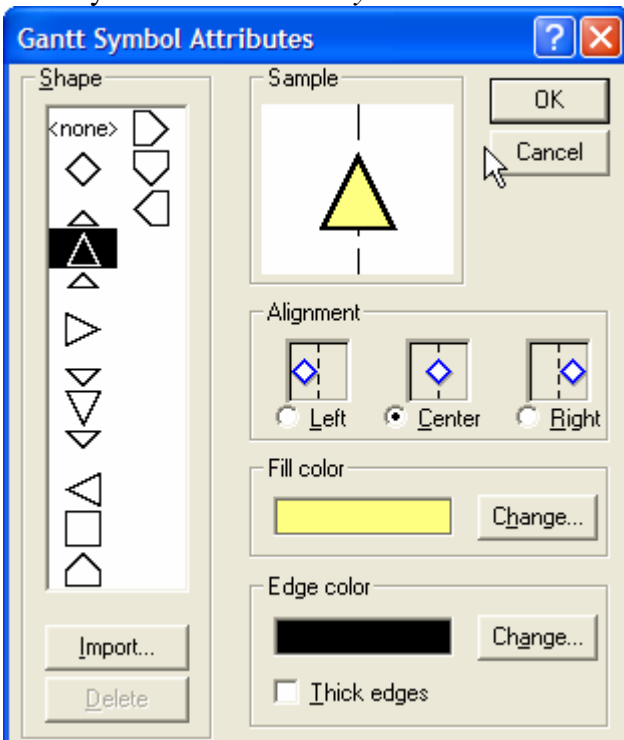 Gantt Symbol Attributes
Shape
<none>
Import...
Delete
Sample
OK
Cancel
Alignment
Left Center Right
Fill color
Change...
Edge color
Change...
Thick edges